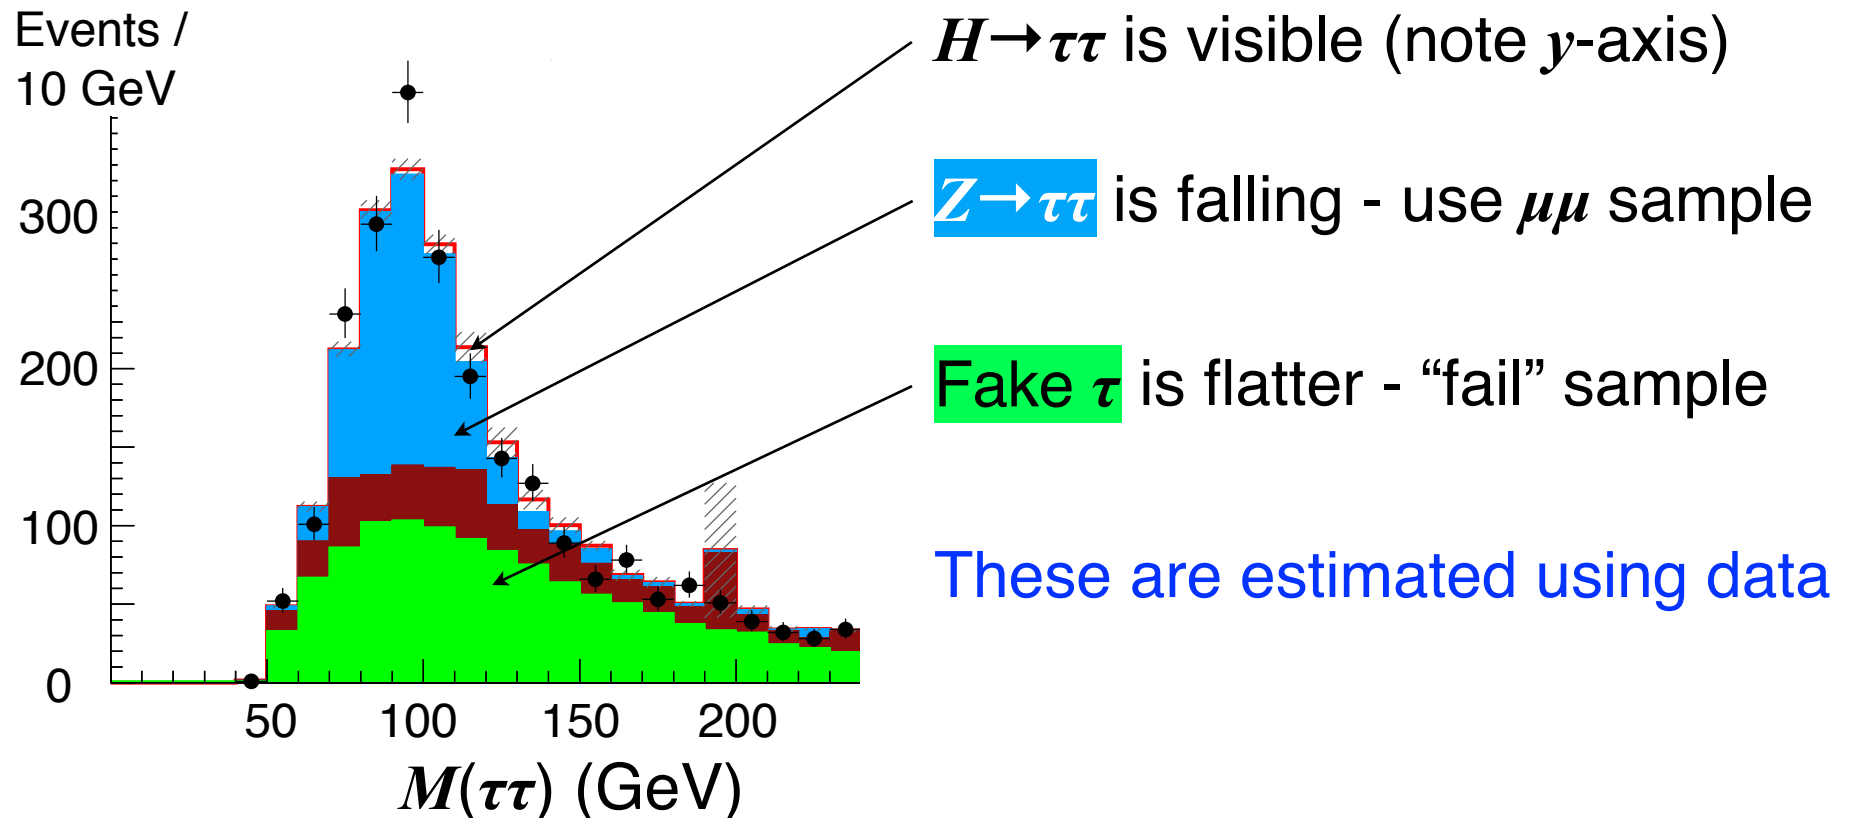 Events /
10 GeV
300
200
100
0
50 100 150 200
M(ττ) (GeV)
H→ττ is visible (note y-axis)
Z→ττ is falling - use μμ sample
Fake τ is flatter - “fail” sample
These are estimated using data